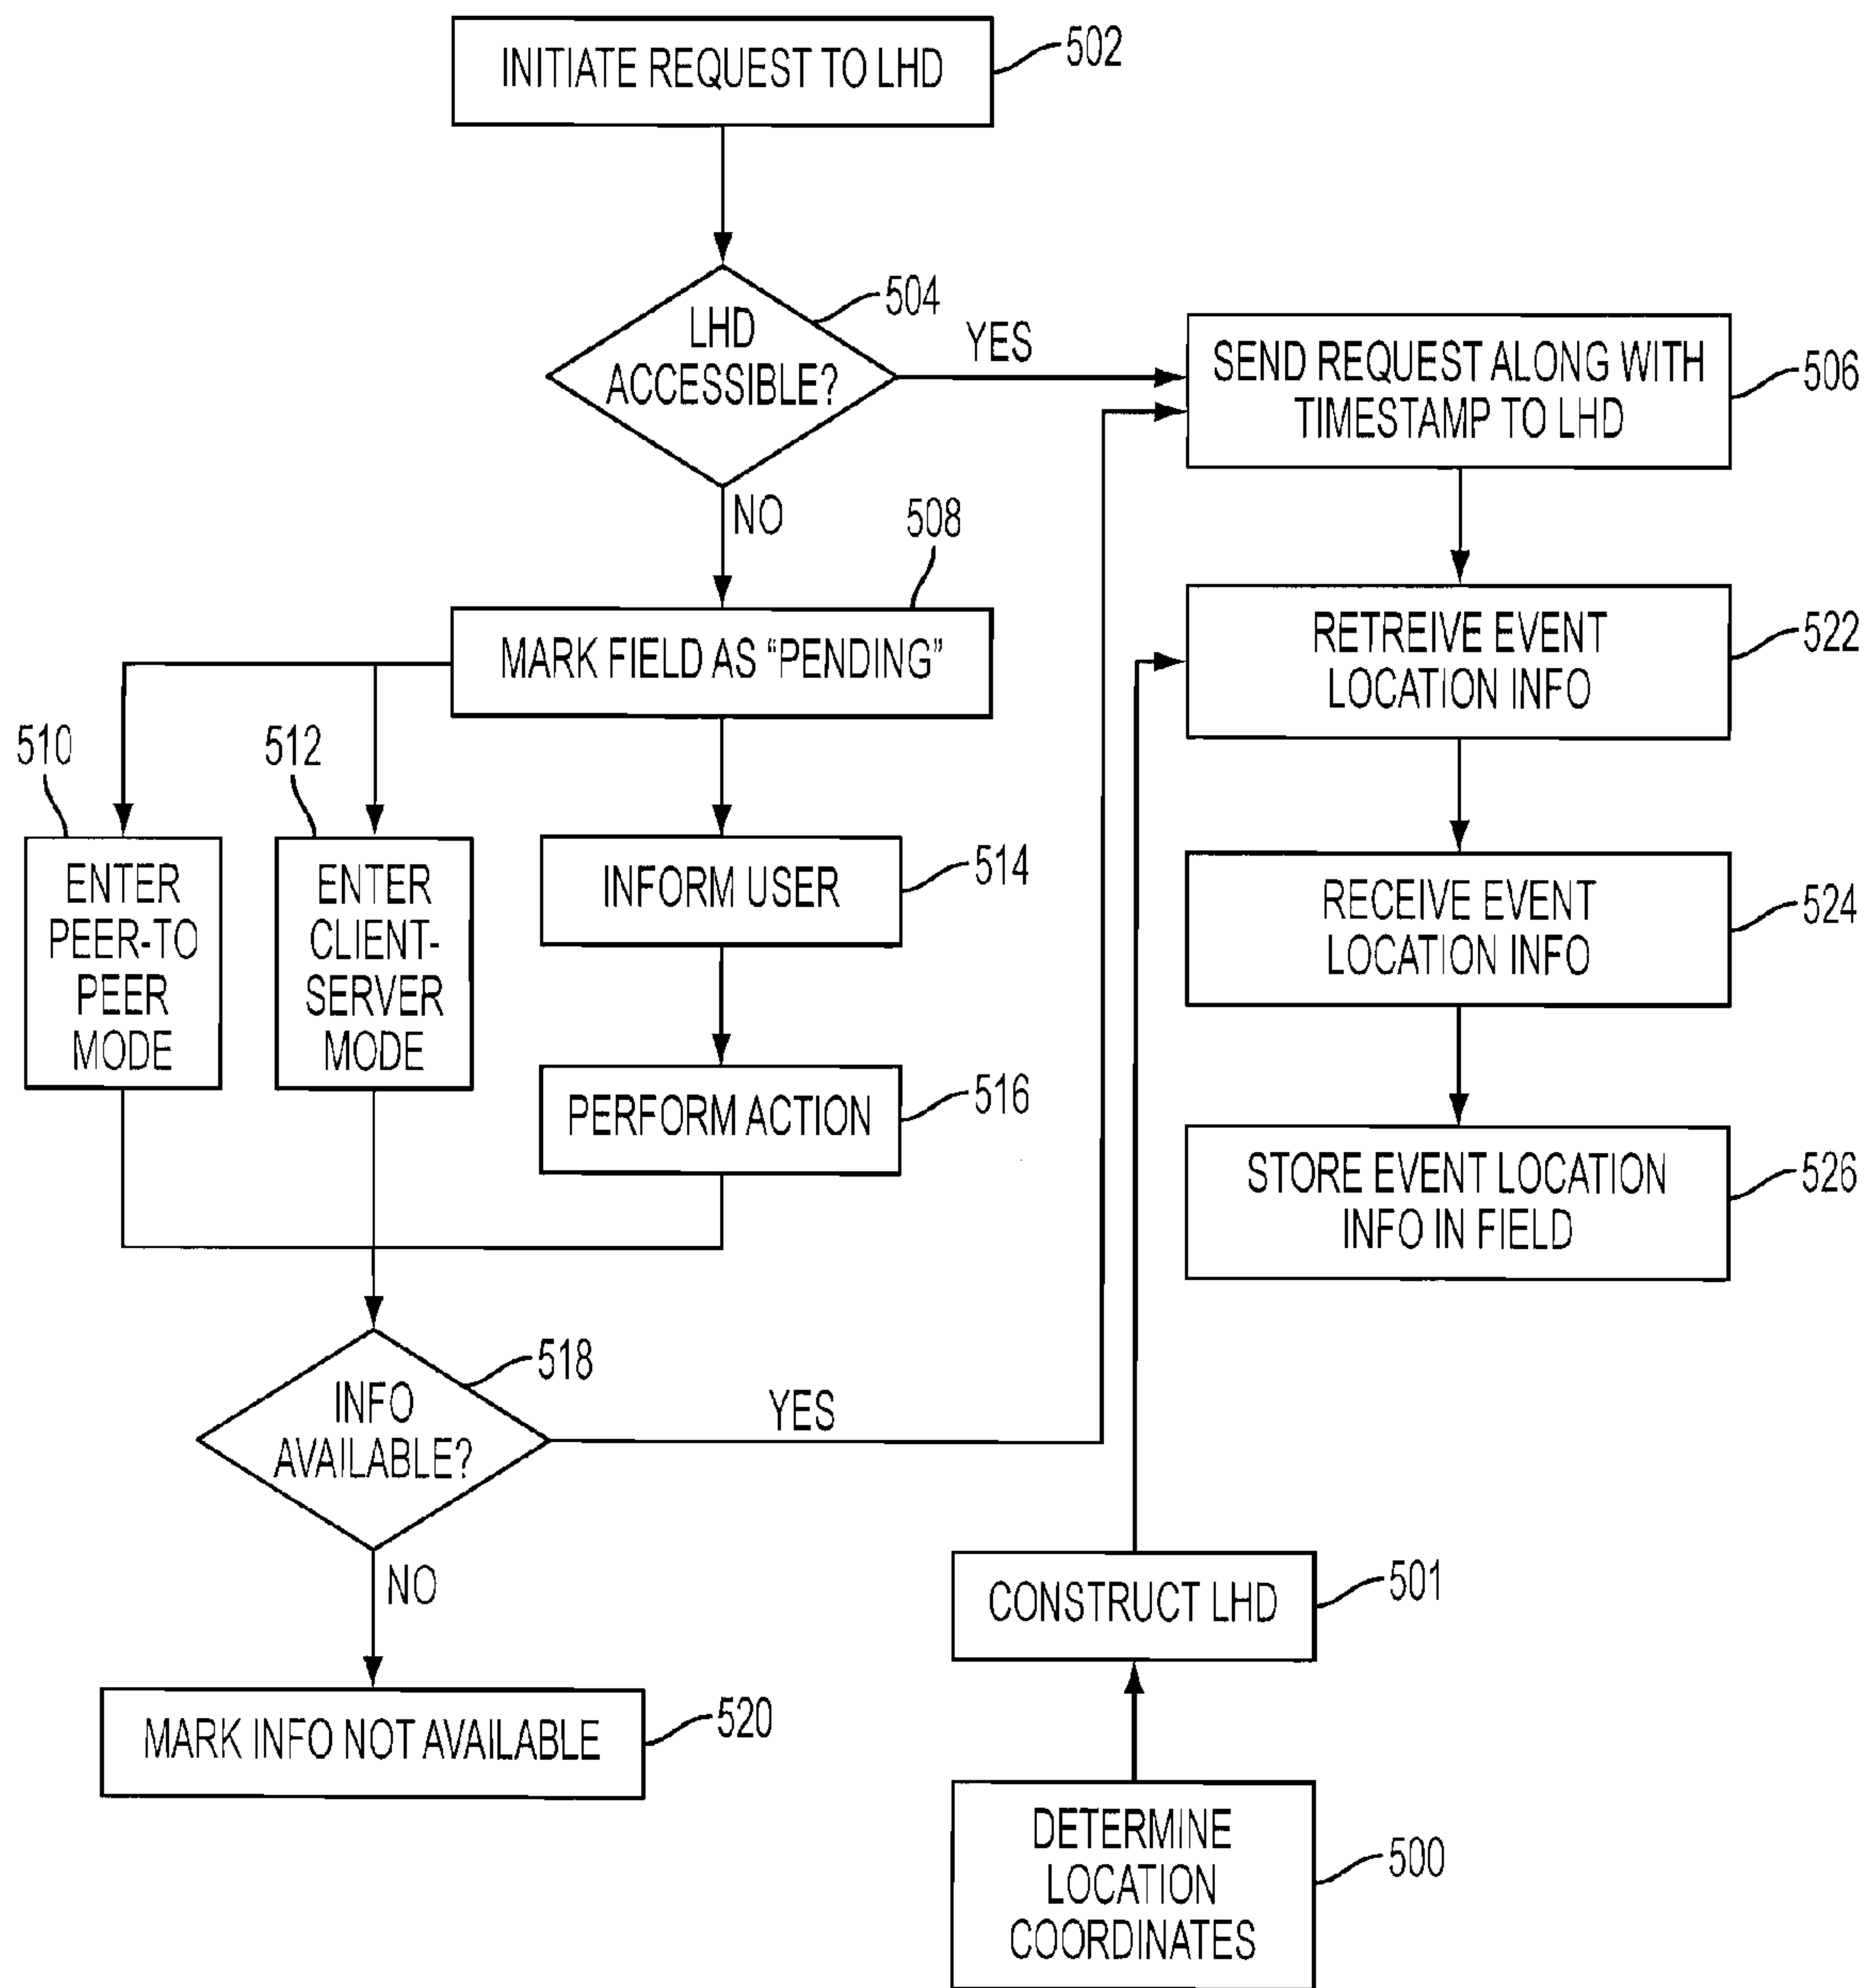 INITIATE REQUEST TO LHD
502
LHD
ACCESSIBLE?
504
YES
NO
SEND REQUEST ALONG WITH
TIMESTAMP TO LHD
506
508
MARK FIELD AS "PENDING"
RETREIVE EVENT
LOCATION INFO
522
510
ENTER
PEER-TO
PEER
MODE
512
ENTER
CLIENT-
SERVER
MODE
INFORM USER
514
RECEIVE EVENT
LOCATION INFO
524
PERFORM ACTION
516
STORE EVENT LOCATION
INFO IN FIELD
526
INFO
AVAILABLE?
518
YES
NO
MARK INFO NOT AVAILABLE
520
CONSTRUCT LHD
501
DETERMINE
LOCATION
COORDINATES
500